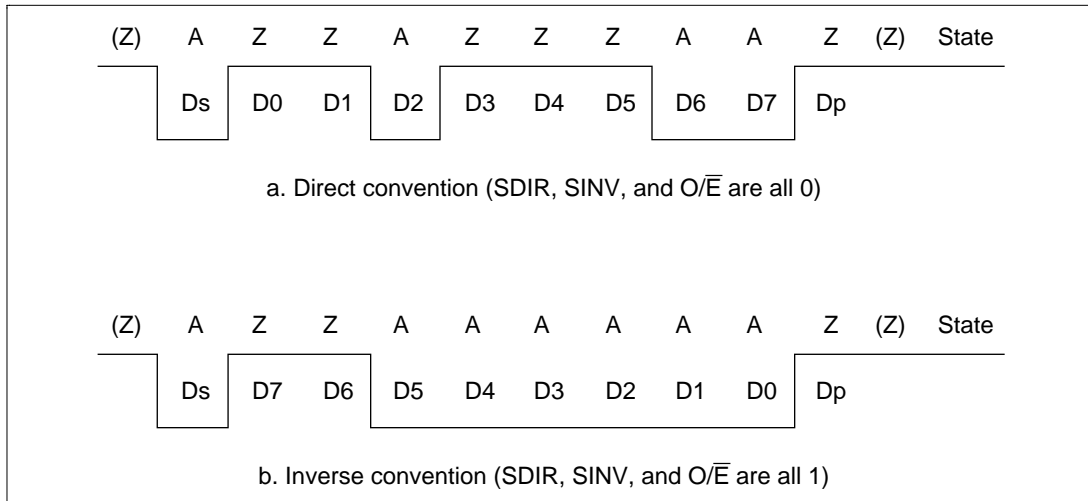 (Z) A Z Z A Z Z Z A A Z (Z) State
Ds D0 D1 D2 D3 D4 D5 D6 D7 Dp
a. Direct convention (SDIR, SINV, and O/E̅ are all 0)
(Z) A Z Z A A A A A A Z (Z) State
Ds D7 D6 D5 D4 D3 D2 D1 D0 Dp
b. Inverse convention (SDIR, SINV, and O/E̅ are all 1)